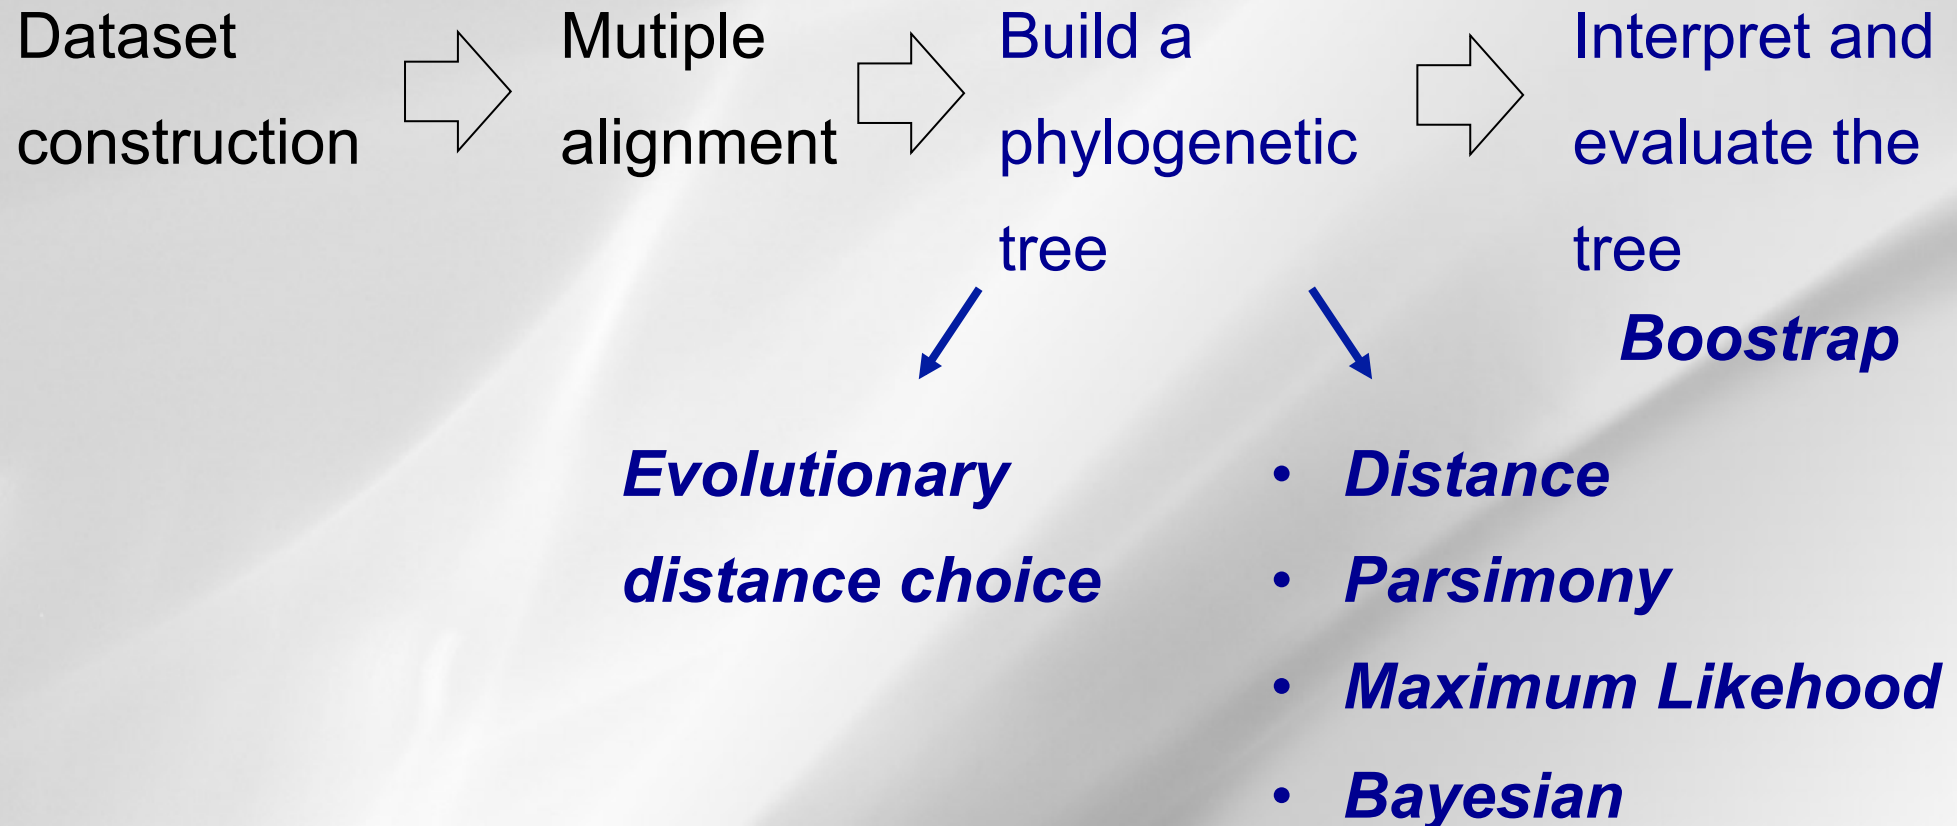 Dataset
construction
Mutiple
alignment
Build a
phylogenetic
tree
Interpret and
evaluate the
tree
Boostrap
Evolutionary
distance choice
• Distance
• Parsimony
• Maximum Likehood
• Bayesian